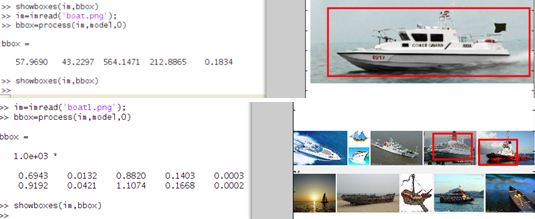 >> showboxes(im,bbox)
>> im=imread('boat.png');
>> bbox=process(im,model,0)
bbox =
57.9690 43.2297 564.1471 212.8865 0.1834
>> showboxes(im,bbox)
>>
COAST GUARD
>> im=imread('boat1.png');
>> bbox=process(im,model,0)
bbox =
1.0e+03 *
0.6943 0.0132 0.8820 0.1403 0.0003
0.9192 0.0421 1.1074 0.1668 0.0002
>> showboxes(im,bbox)
>>